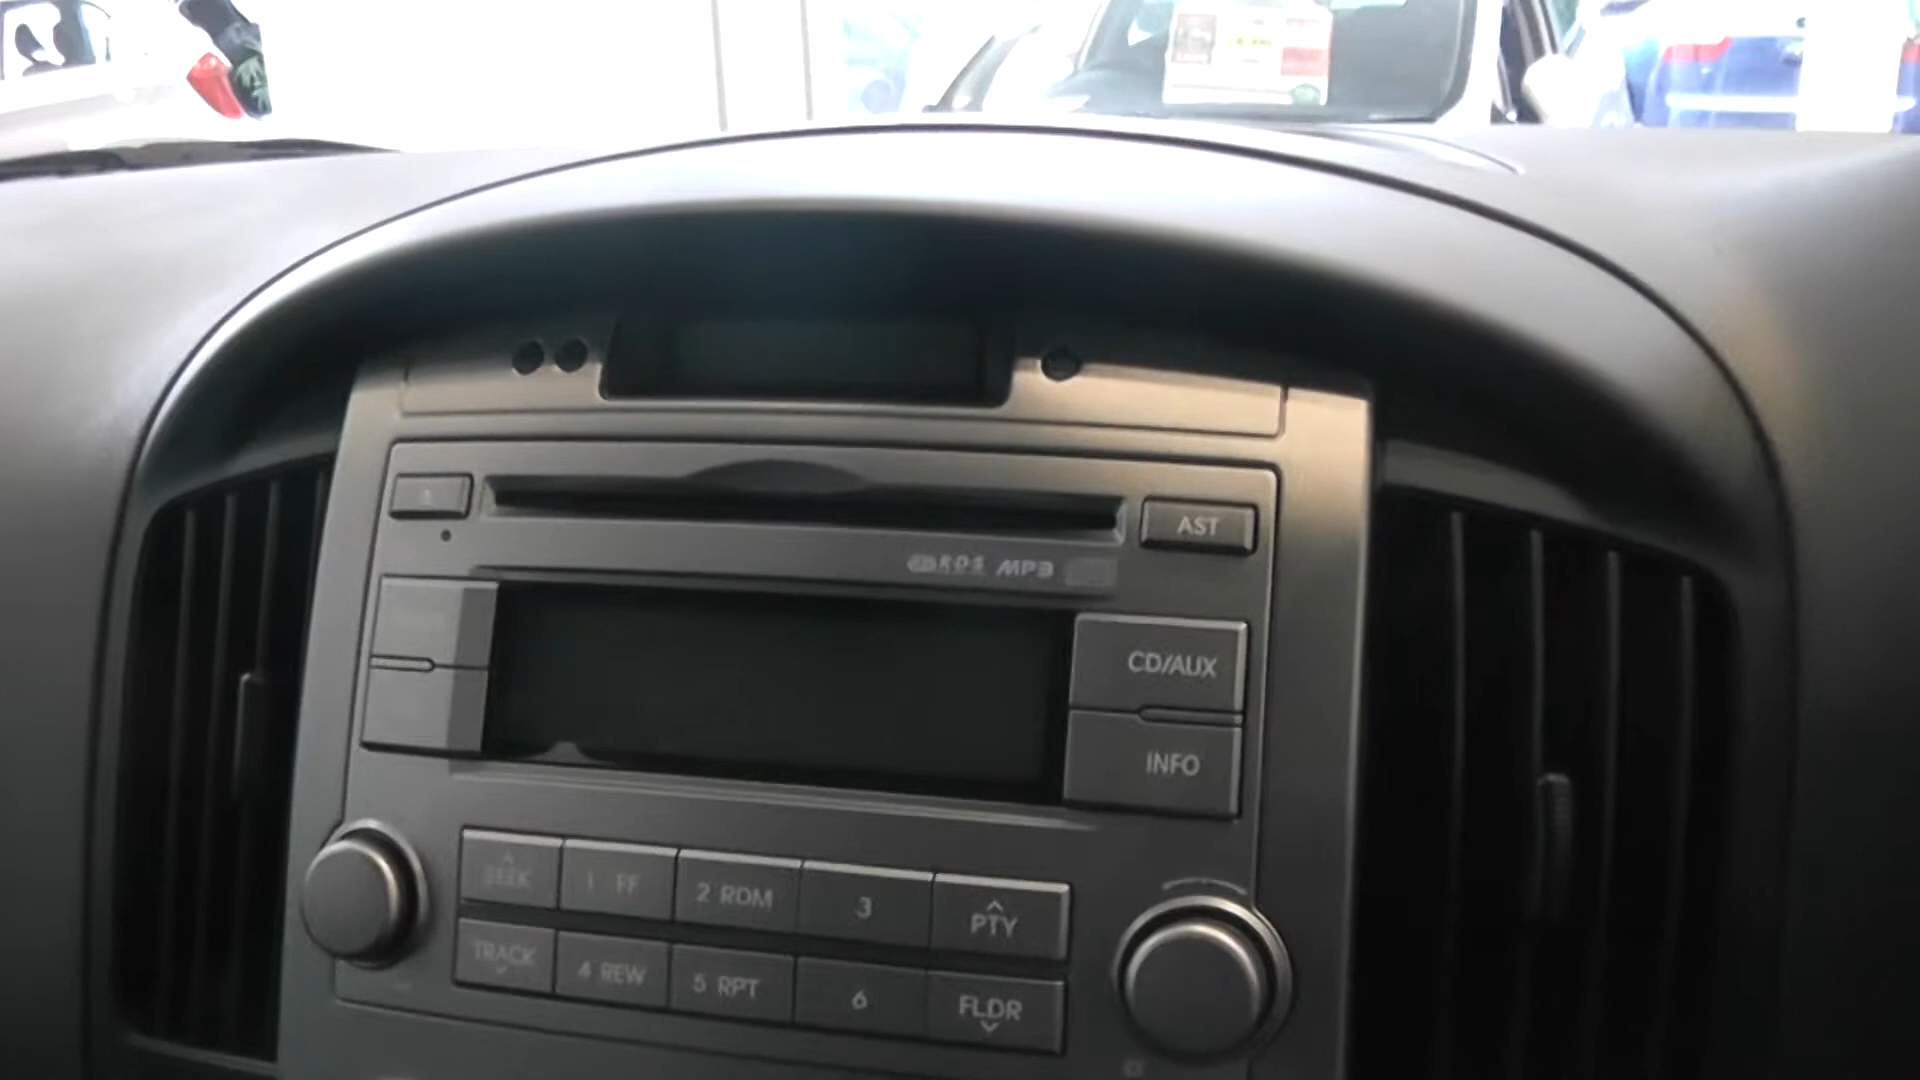 AST
RDS MP3
CD/AUX
INFO
SEEK 1 FF 2 RDM 3 PTY
TRACK 4 REW 5 RPT 6 FLDR